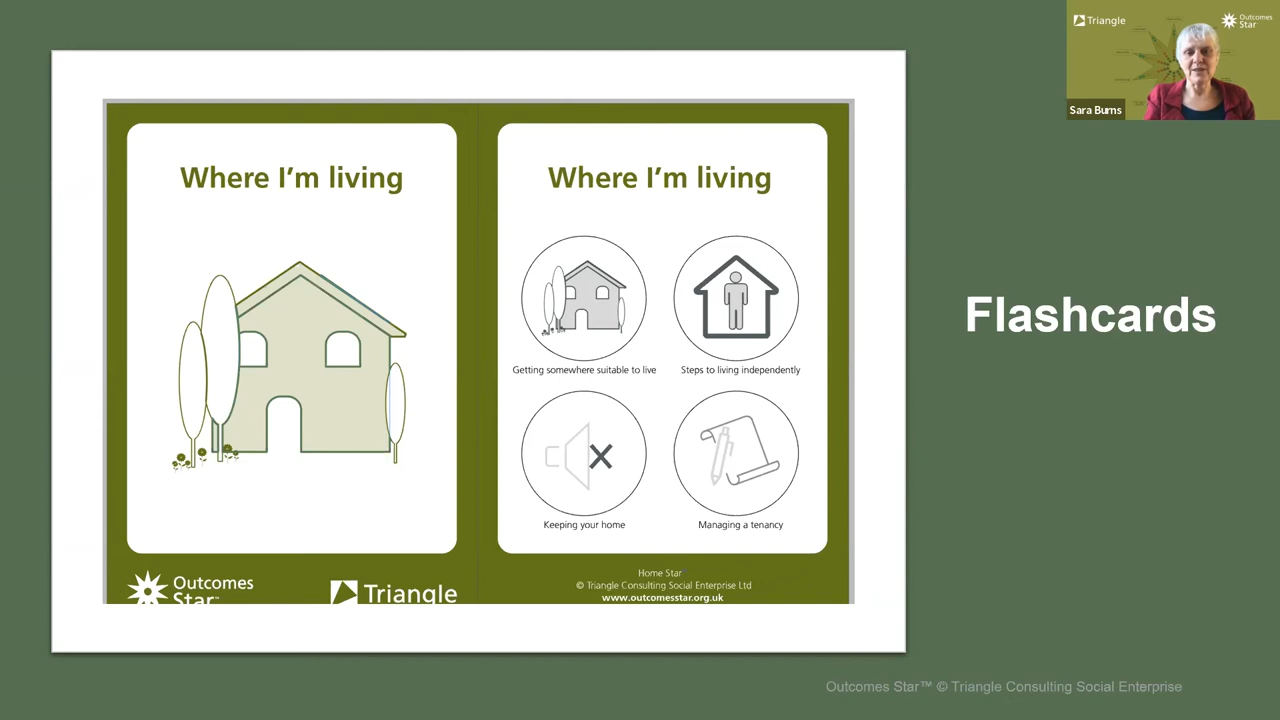 Where I'm living
Outcomes
Star™
Triangle
Where I'm living
Getting somewhere suitable to live
Steps to living independently
Keeping your home
Managing a tenancy
Home Star
© Triangle Consulting Social Enterprise Ltd
www.outcomesstar.org.uk
Triangle
Outcomes
Star
Sara Burns
Flashcards
Outcomes Star™ © Triangle Consulting Social Enterprise